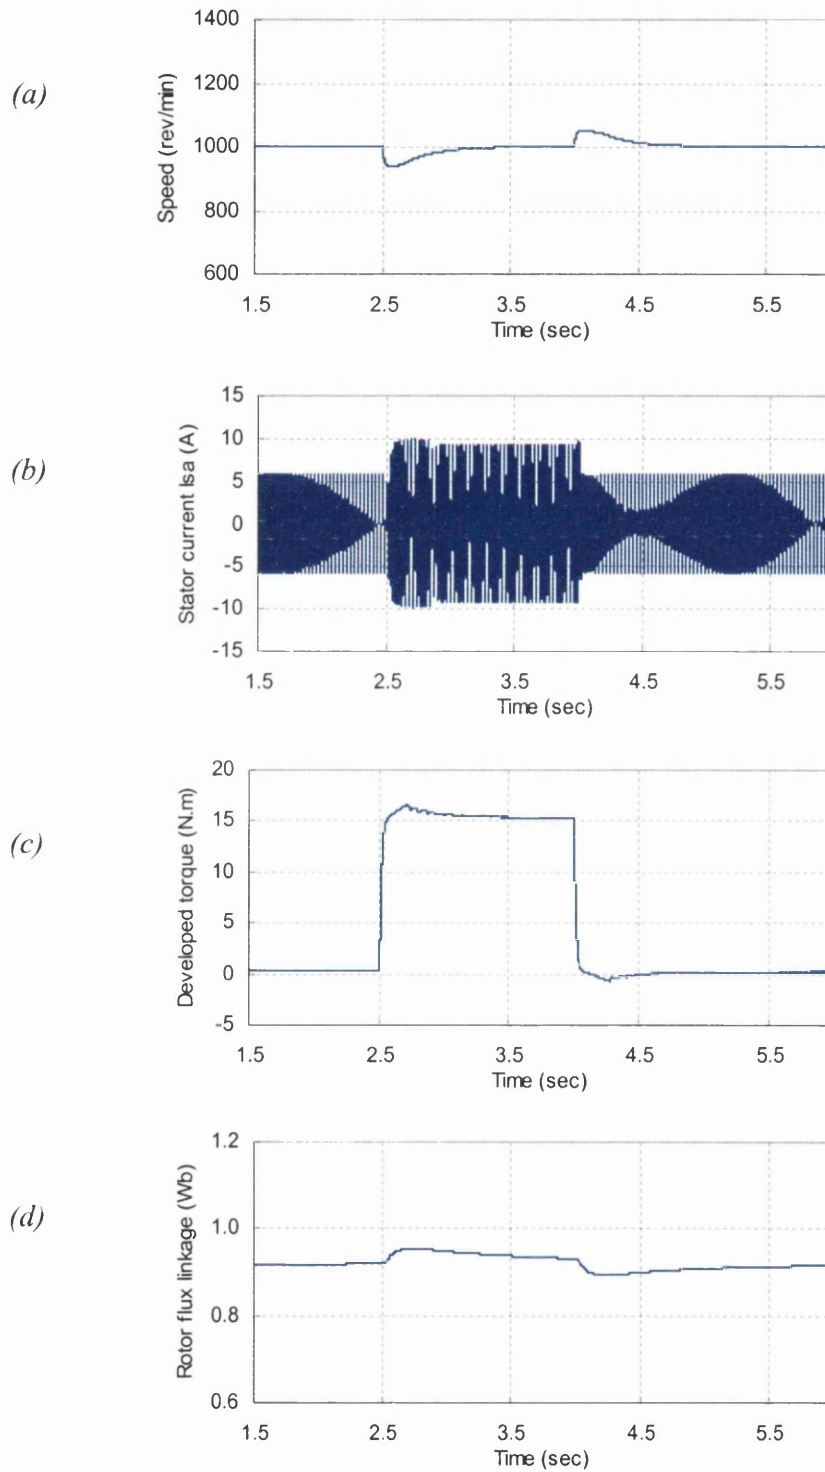 (a)
Speed (rev/min)
1400
1200
1000
800
600
1.5 2.5 3.5 4.5 5.5
Time (sec)
(b)
Stator current Isa (A)
15
10
5
0
-5
-10
-15
1.5 2.5 3.5 4.5 5.5
Time (sec)
(c)
Developed torque (N.m)
20
15
10
5
0
-5
1.5 2.5 3.5 4.5 5.5
Time (sec)
(d)
Rotor flux linkage (Wb)
1.2
1.0
0.8
0.6
1.5 2.5 3.5 4.5 5.5
Time (sec)